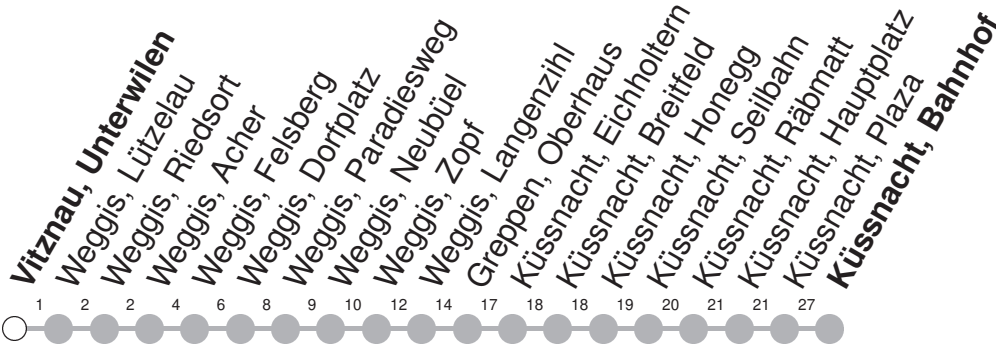 Vitznau, Unterwilen
Weggis, Lützelau
Weggis, Riedsort
Weggis, Acher
Weggis, Felsberg
Weggis, Dorfplatz
Weggis, Paradiesweg
Weggis, Neubüel
Weggis, Zopf
Weggis, Langenzihl
Greppen, Oberhaus
Küssnacht, Eichholtern
Küssnacht, Breitfeld
Küssnacht, Honegg
Küssnacht, Seilbahn
Küssnacht, Räbmatt
Küssnacht, Hauptplatz
Küssnacht, Plaza
Küssnacht, Bahnhof
1 2 2 4 6 8 9 10 12 14 17 18 18 19 20 21 21 27